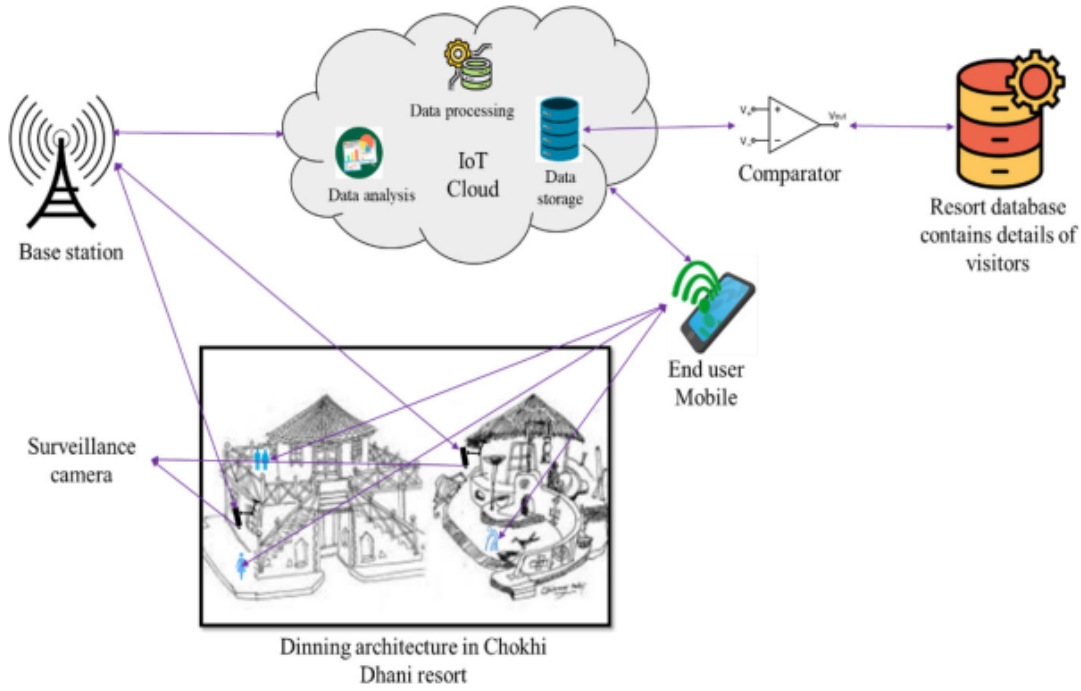 Data processing
Data analysis
IoT
Cloud
Data
storage
V+
V-
Vout
Comparator
Base station
Resort database
contains details of
visitors
End user
Mobile
Surveillance
camera
Dinning architecture in Chokhi
Dhani resort